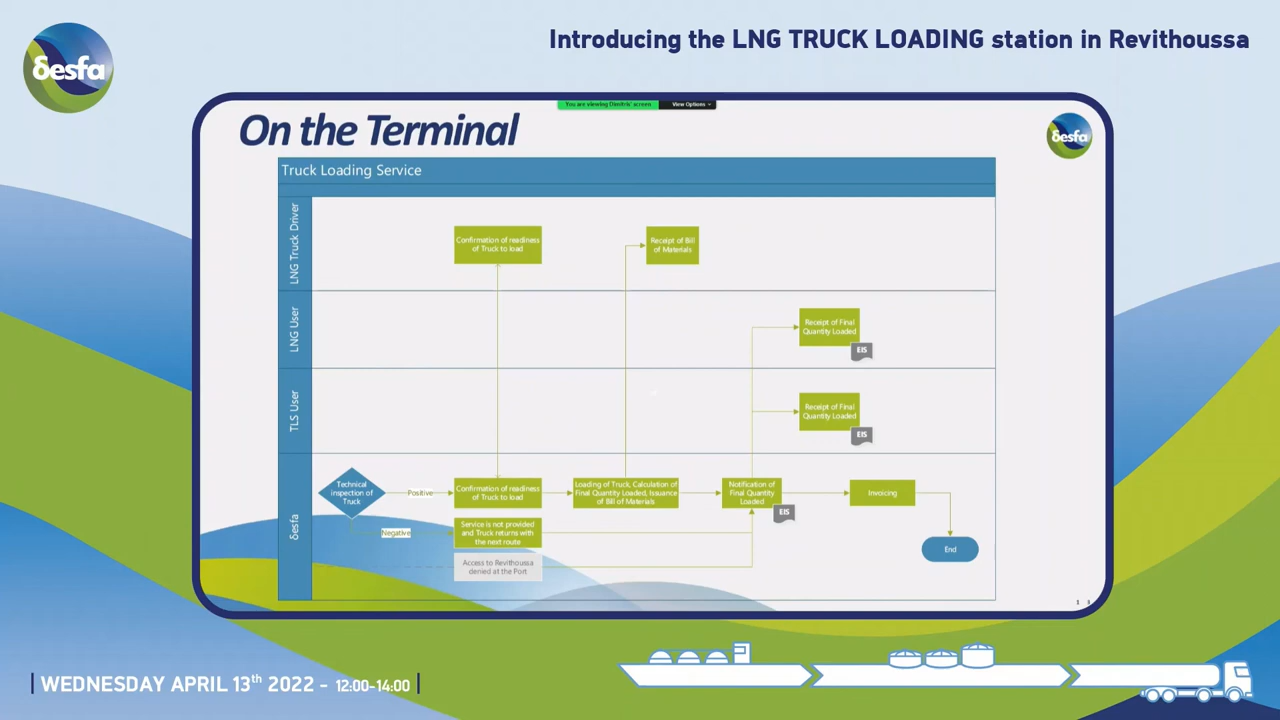 δesfa
Introducing the LNG TRUCK LOADING station in Revithoussa
You are viewing Dimitris' screen
View Options
On the Terminal
δesfa
Truck Loading Service
LNG Truck Driver
Confirmation of readiness
of Truck to load
Receipt of Bill
of Materials
LNG User
Receipt of Final
Quantity Loaded
EIS
TLS User
Receipt of Final
Quantity Loaded
EIS
δesfa
Technical
inspection of
Truck
Positive
Confirmation of readiness
of Truck to load
Loading of Truck, Calculation of
Final Quantity Loaded, Issuance
of Bill of Materials
Notification of
Final Quantity
Loaded
EIS
Invoicing
Negative
Service is not provided
and Truck returns with
the next route
End
Access to Revithoussa
denied at the Port
WEDNESDAY APRIL 13th 2022 - 12:00-14:00